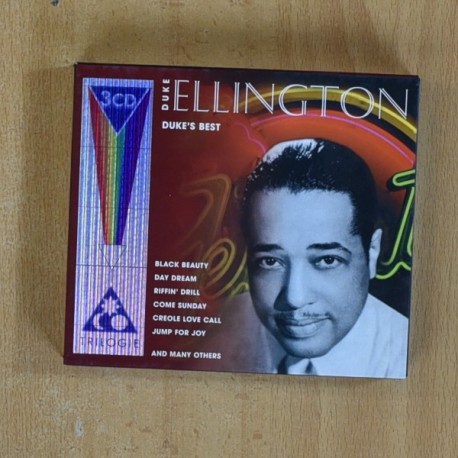 3CD
DUKE ELLINGTON
DUKE'S BEST
BLACK BEAUTY
DAY DREAM
RIFFIN' DRILL
COME SUNDAY
CREOLE LOVE CALL
JUMP FOR JOY
AND MANY OTHERS
TRILOGIE